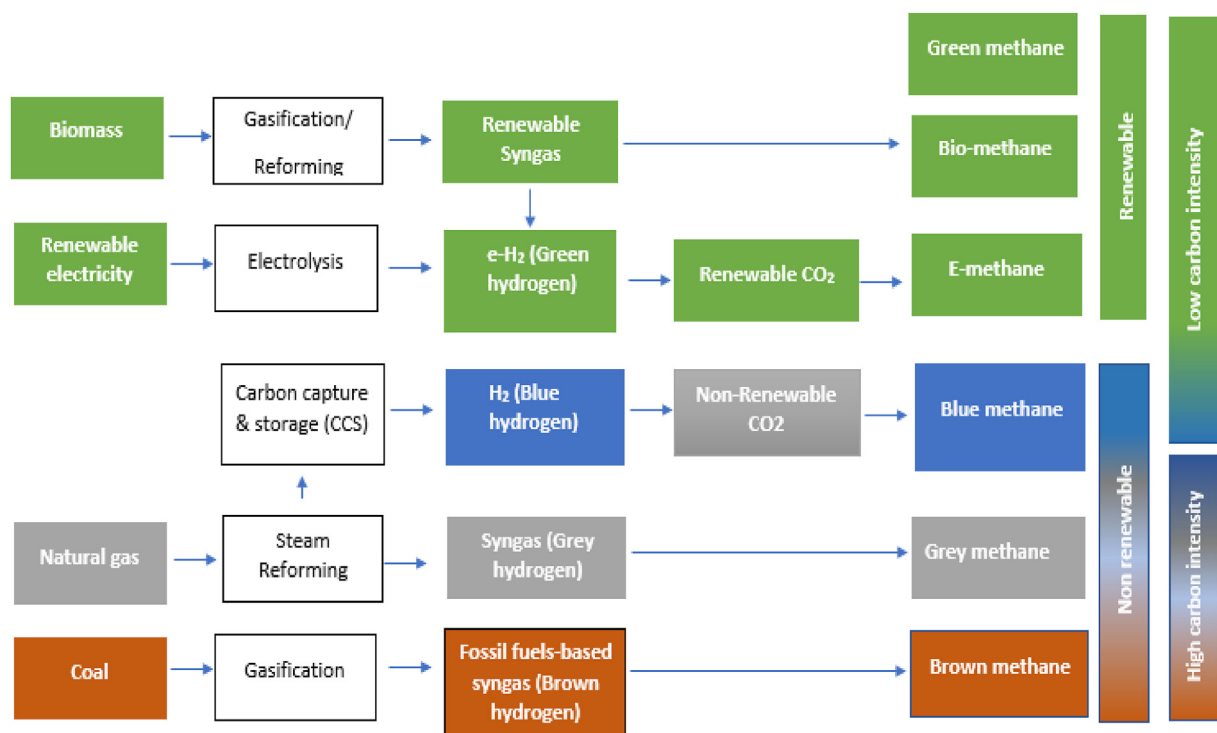 Green methane
Biomass
Gasification/
Reforming
Renewable
Syngas
Bio-methane
Renewable
electricity
Electrolysis
e-H₂ (Green
hydrogen)
Renewable CO₂
E-methane
Renewable
Low carbon intensity
Carbon capture
& storage (CCS)
H₂ (Blue
hydrogen)
Non-Renewable
CO2
Blue methane
Natural gas
Steam
Reforming
Syngas (Grey
hydrogen)
Grey methane
Coal
Gasification
Fossil fuels-based
syngas (Brown
hydrogen)
Brown methane
Non renewable
High carbon intensity